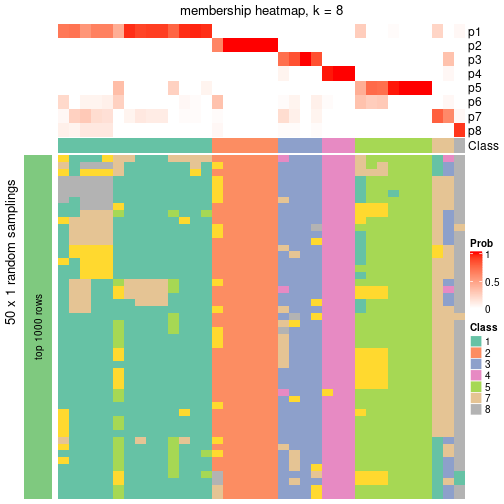 membership heatmap, k = 8
p1
p2
p3
p4
p5
p6
p7
p8
Class
50 x 1 random samplings
top 1000 rows
Prob
1
0.5
0
Class
1
2
3
4
5
7
8